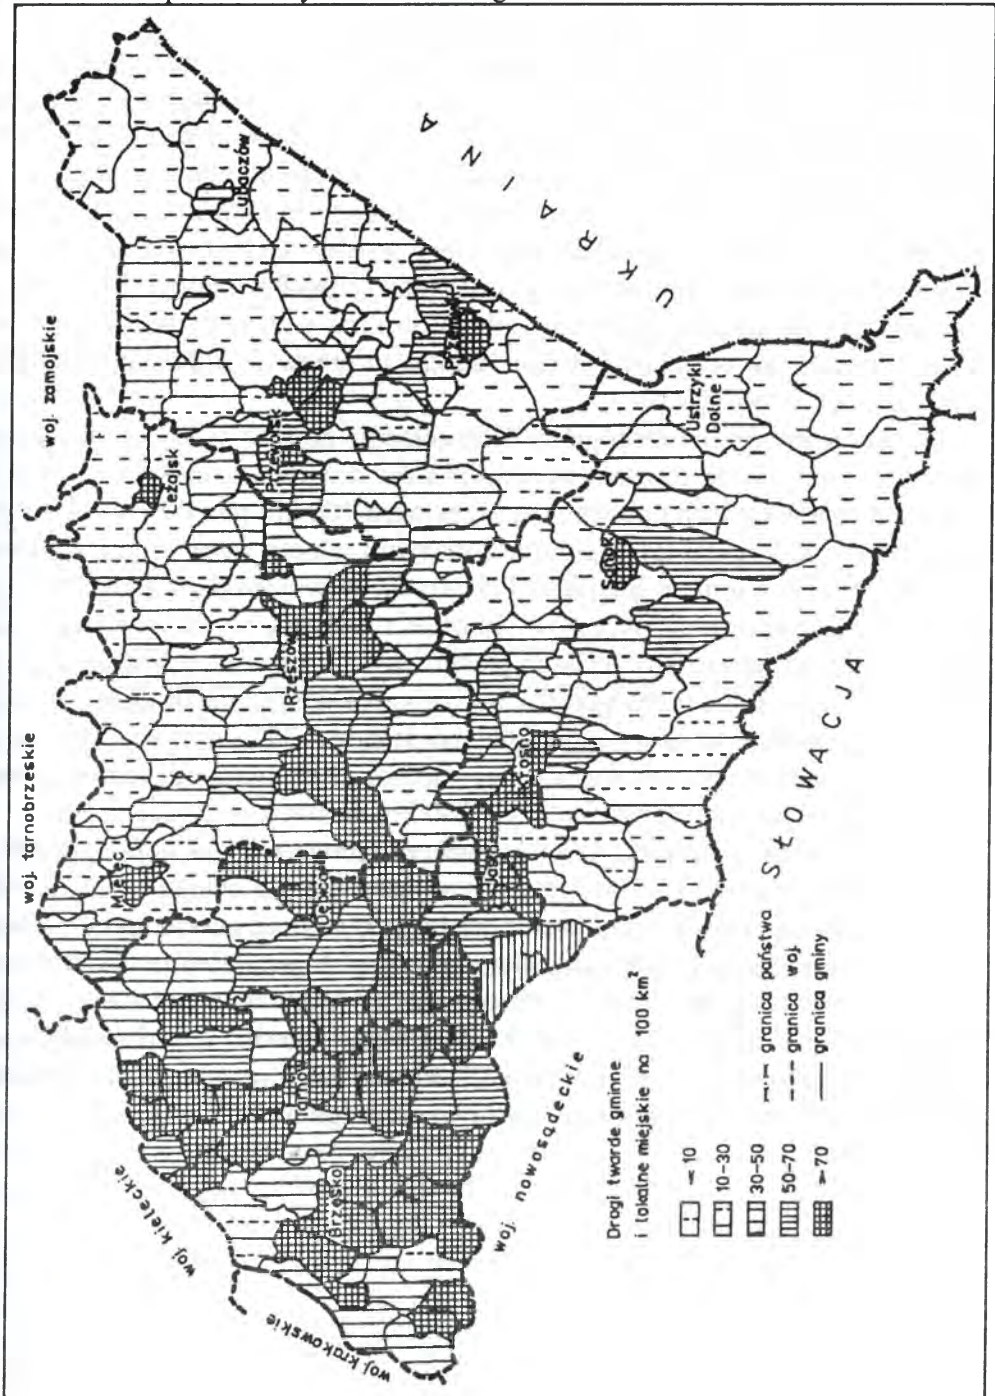 woj. tarnobrzeskie
woj. zamojskie
woj. kieleckie
woj. krakowskie
woj. nowosądeckie
UKRAINA
SŁOWACJA
Lubaczów
Leżajsk
Przeworsk
Mielec
Rzeszów
Dębica
Tarnów
Brzesko
Jasło
Krosno
Sanok
Ustrzyki
Dolne
Drogi twarde gminne
i lokalne miejskie na 100 km²
<10
10-30
30-50
50-70
>70
granica państwa
granica woj.
granica gminy